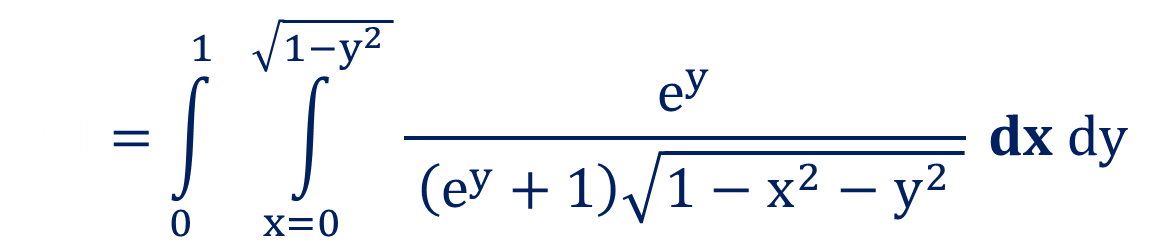 = ∫₀¹ ∫ₓ₌₀^√(1−y²) eʸ / ((eʸ + 1)√(1 − x² − y²)) dx dy